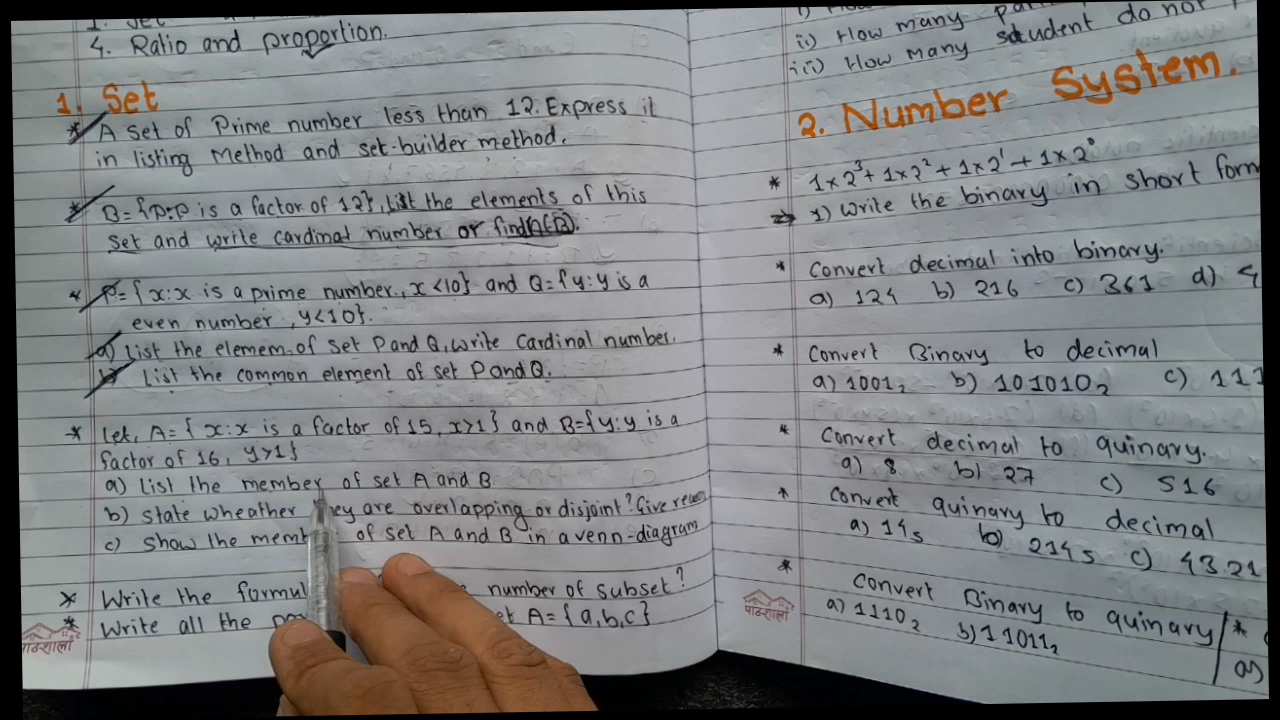 4. Ratio and proportion.
1. Set
* A set of Prime number less than 12. Express it
in listing Method and set-builder method.
* B={P:P is a factor of 12}, List the elements of this
set and write cardinal number or find
* P={x:x is a prime number, x<10} and Q={y:y is a
even number, y<10}.
a) List the elemem of set P and Q, write Cardinal number.
b) List the common element of set P and Q.
* Let, A={x:x is a factor of 15, x>1} and B={y:y is a
factor of 16, y>1}
a) List the member of set A and B
b) state wheather they are overlapping or disjoint? Give
c) show the of set A and B in a venn-diagram
* Write the number of subset?
* Write all the A={a,b,c}
पाठशाला
ii) How many
iii) How many student do not
2. Number System.
* 1×2³+1×2²+1×2¹+1×2⁰
1) write the binary in short form
* Convert decimal into binary.
a) 124 b) 216 c) 361 d)
* Convert Binary to decimal
a) 1001₂ b) 101010₂ c)
* Convert decimal to quinary.
a) 8 b) 27 c) 516
* Convert quinary to decimal
a) 14₅ b) 214₅ c)
* Convert Binary to quinary
a) 1110₂ b) 11011₂
*
a)
पाठशाला